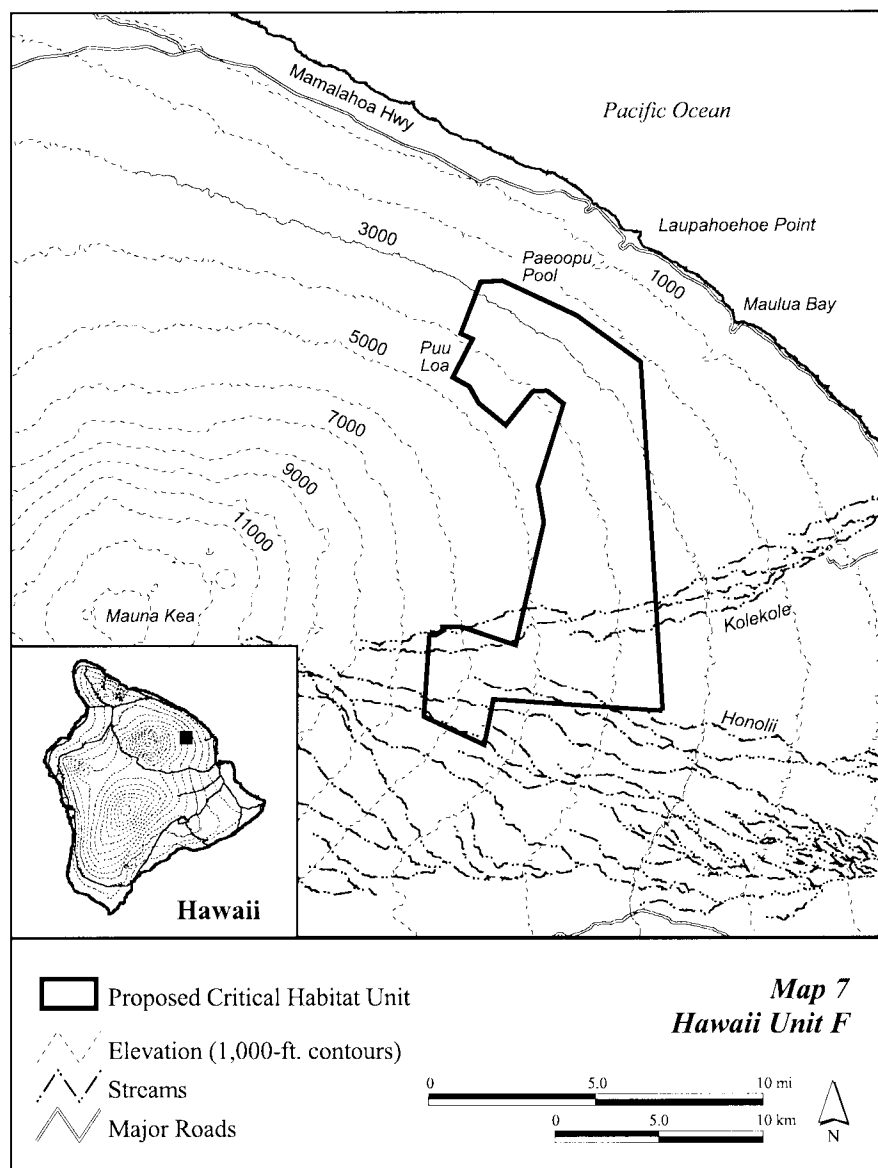 Mamalahoa Hwy
Pacific Ocean
Laupahoehoe Point
3000
Paeoopu
Pool
1000
Maulua Bay
5000
Puu
Loa
7000
9000
11000
Mauna Kea
Kolekole
Honolii
Hawaii
Proposed Critical Habitat Unit
Elevation (1,000-ft. contours)
Streams
Major Roads
Map 7
Hawaii Unit F
0 5.0 10 mi
0 5.0 10 km
N